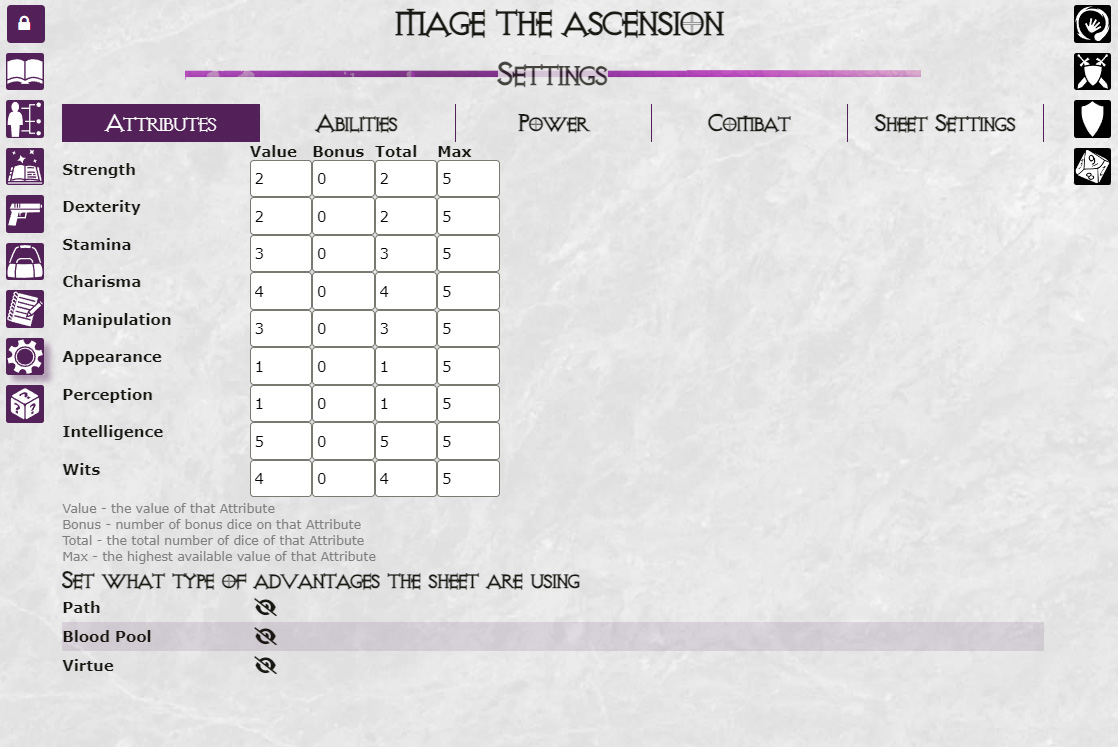 MAGE THE ASCENSION
SETTINGS
ATTRIBUTES ABILITIES POWER COMBAT SHEET SETTINGS
Value Bonus Total Max
Strength 2 0 2 5
Dexterity 2 0 2 5
Stamina 3 0 3 5
Charisma 4 0 4 5
Manipulation 3 0 3 5
Appearance 1 0 1 5
Perception 1 0 1 5
Intelligence 5 0 5 5
Wits 4 0 4 5
Value - the value of that Attribute
Bonus - number of bonus dice on that Attribute
Total - the total number of dice of that Attribute
Max - the highest available value of that Attribute
SET WHAT TYPE OF ADVANTAGES THE SHEET ARE USING
Path
Blood Pool
Virtue